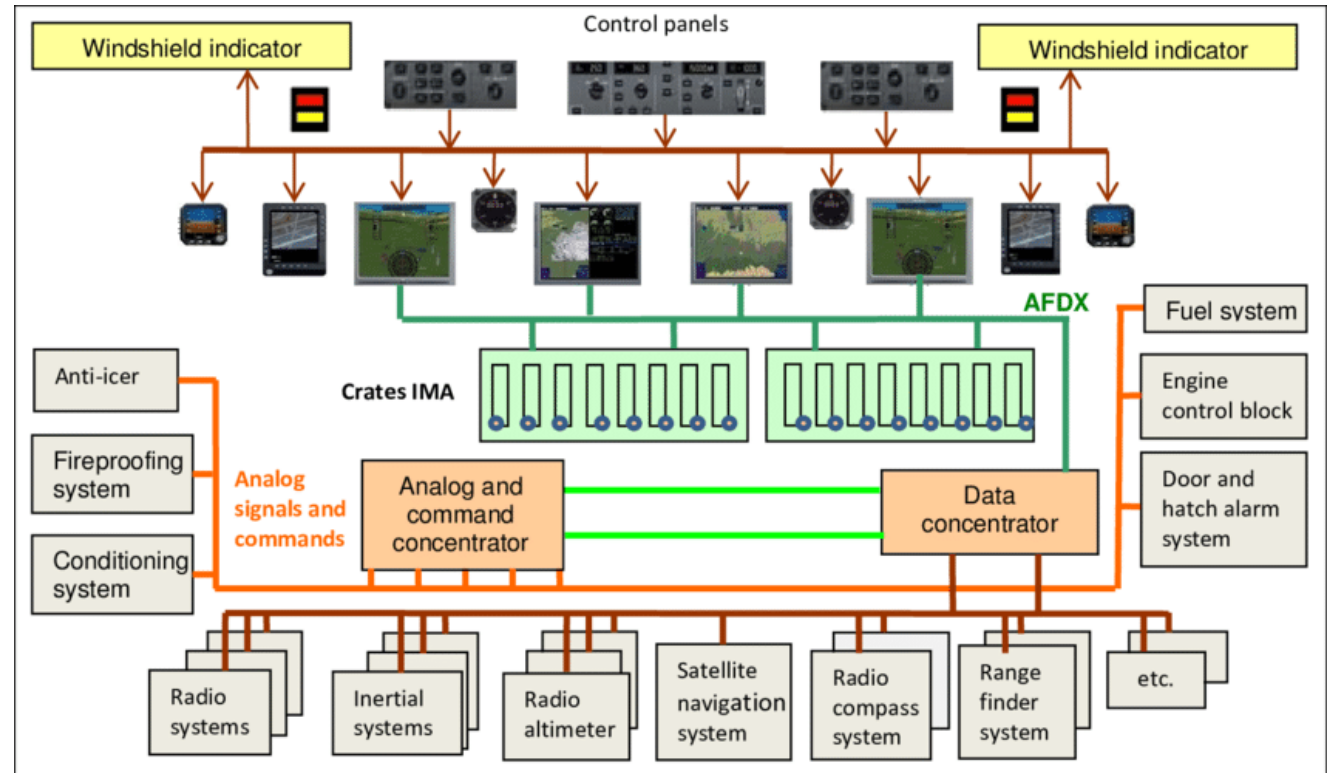 Control panels
Windshield indicator
Windshield indicator
AFDX
Fuel system
Anti-icer
Crates IMA
Engine
control block
Fireproofing
system
Analog
signals and
commands
Analog and
command
concentrator
Data
concentrator
Door and
hatch alarm
system
Conditioning
system
Radio
systems
Inertial
systems
Radio
altimeter
Satellite
navigation
system
Radio
compass
system
Range
finder
system
etc.